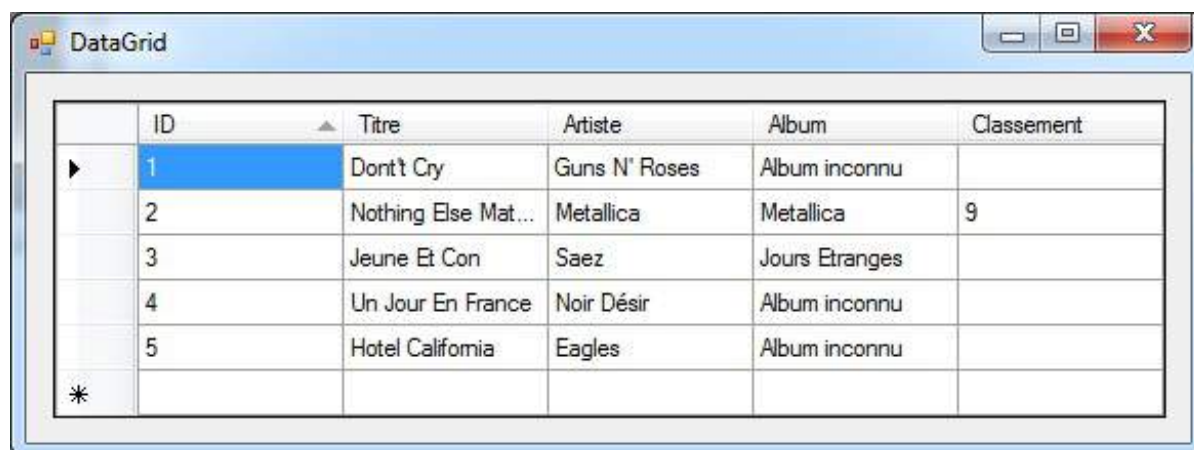 DataGrid
ID Titre Artiste Album Classement
1 Dont't Cry Guns N' Roses Album inconnu
2 Nothing Else Mat... Metallica Metallica 9
3 Jeune Et Con Saez Jours Etranges
4 Un Jour En France Noir Désir Album inconnu
5 Hotel California Eagles Album inconnu